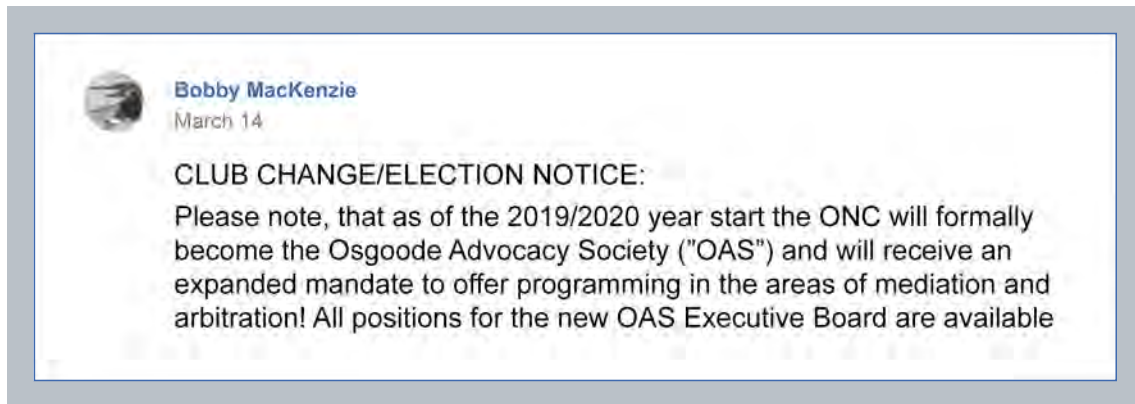 Bobby MacKenzie
March 14
CLUB CHANGE/ELECTION NOTICE:
Please note, that as of the 2019/2020 year start the ONC will formally
become the Osgoode Advocacy Society ("OAS") and will receive an
expanded mandate to offer programming in the areas of mediation and
arbitration! All positions for the new OAS Executive Board are available